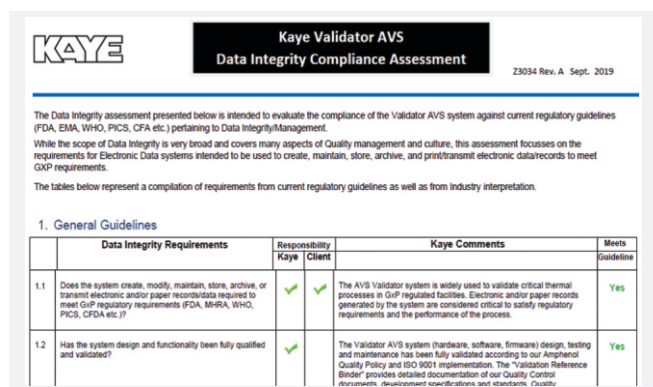 KAYE
Kaye Validator AVS
Data Integrity Compliance Assessment
Z3034 Rev. A Sept. 2019
The Data Integrity assessment presented below is intended to evaluate the compliance of the Validator AVS system against current regulatory guidelines
(FDA, EMA, WHO, PICS, CFA etc.) pertaining to Data Integrity/Management.
While the scope of Data Integrity is very broad and covers many aspects of Quality management and culture, this assessment focusses on the
requirements for Electronic Data systems intended to be used to create, maintain, store, archive, and print/transmit electronic data/records to meet
GXP requirements.
The tables below represent a compilation of requirements from current regulatory guidelines as well as from Industry interpretation.
1. General Guidelines
Data Integrity Requirements Responsibility Kaye Comments Meets
Kaye Client Guideline
1.1 Does the system create, modify, maintain, store, archive, or The AVS Validator system is widely used to validate critical thermal Yes
transmit electronic and/or paper records/data required to processes in GxP regulated facilities. Electronic and/or paper records
meet GxP regulatory requirements (FDA, MHRA, WHO, generated by the system are considered critical to satisfy regulatory
PICS, CFDA etc.)? requirements and the performance of the process.
1.2 Has the system design and functionality been fully qualified The Validator AVS system (hardware, software, firmware) design, testing Yes
and validated? and maintenance has been fully validated according to our Amphenol
Quality Policy and ISO 9001 implementation. The "Validation Reference
Binder" provides detailed documentation of our Quality Control
documents, development specifications and standards. Quality